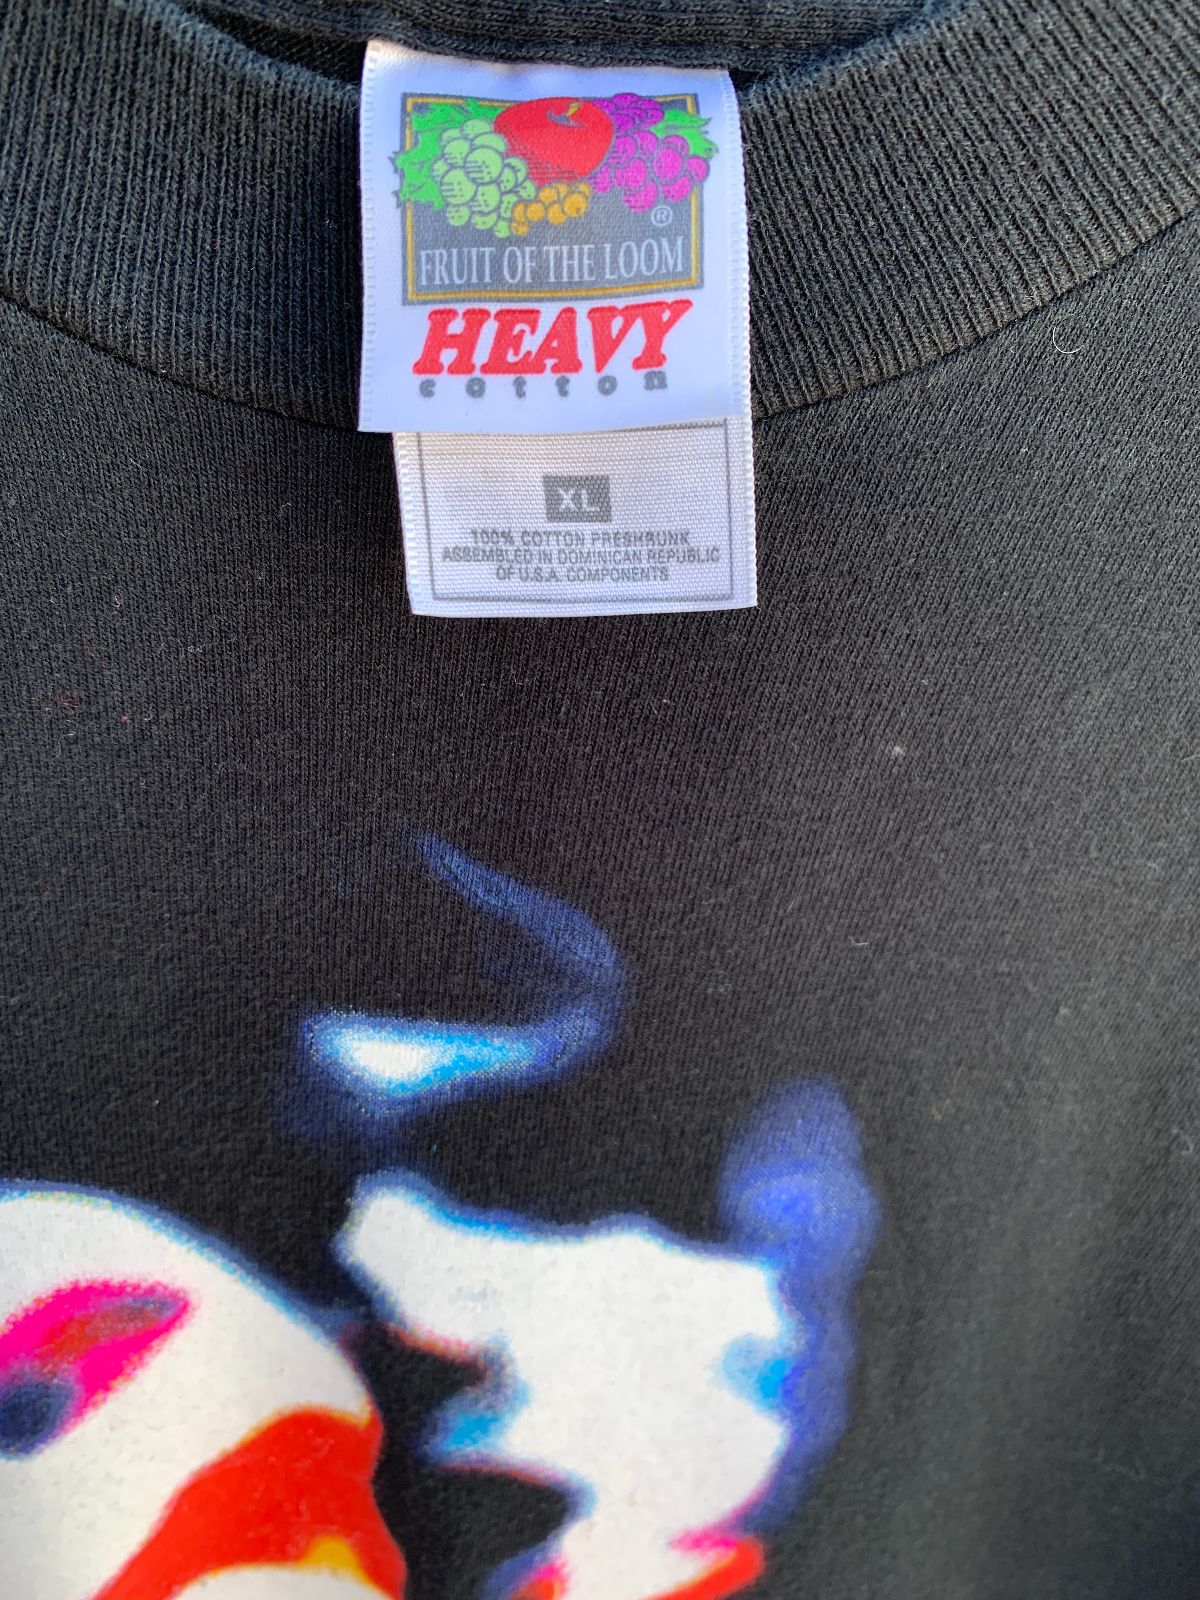 ®
FRUIT OF THE LOOM
HEAVY
cotton
XL
100% COTTON PRESHRUNK
ASSEMBLED IN DOMINICAN REPUBLIC
OF U.S.A. COMPONENTS